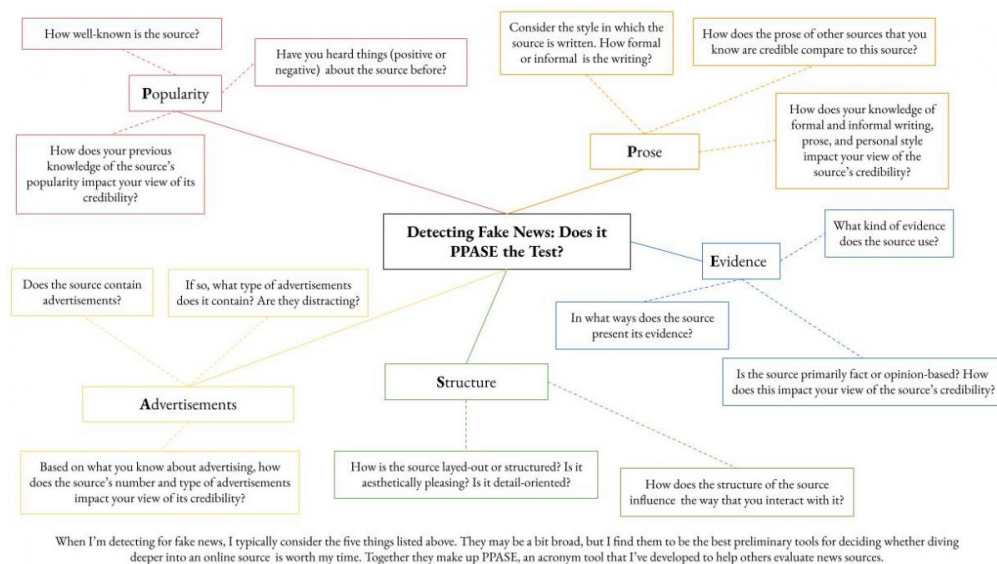 How well-known is the source?
Have you heard things (positive or
negative) about the source before?
Popularity
How does your previous
knowledge of the source's
popularity impact your view of its
credibility?
Consider the style in which the
source is written. How formal
or informal is the writing?
How does the prose of other sources that you
know are credible compare to this source?
Prose
How does your knowledge of
formal and informal writing,
prose, and personal style
impact your view of the
source's credibility?
Detecting Fake News: Does it
PPASE the Test?
What kind of evidence
does the source use?
Evidence
In what ways does the source
present its evidence?
Is the source primarily fact or opinion-based? How
does this impact your view of the source's credibility?
Does the source contain
advertisements?
If so, what type of advertisements
does it contain? Are they distracting?
Advertisements
Based on what you know about advertising, how
does the source's number and type of advertisements
impact your view of its credibility?
Structure
How is the source layed-out or structured? Is it
aesthetically pleasing? Is it detail-oriented?
How does the structure of the source
influence the way that you interact with it?
When I'm detecting for fake news, I typically consider the five things listed above. They may be a bit broad, but I find them to be the best preliminary tools for deciding whether diving
deeper into an online source is worth my time. Together they make up PPASE, an acronym tool that I've developed to help others evaluate news sources.